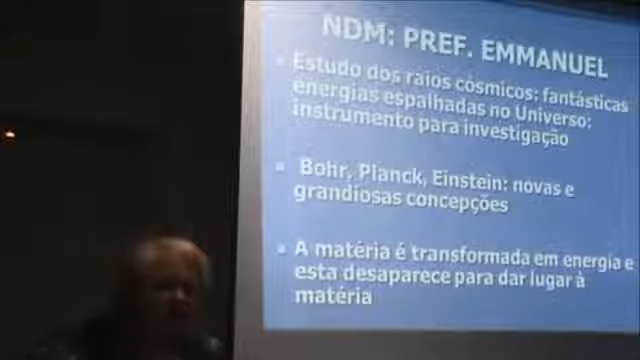 NDM: PREF. EMMANUEL
Estudo dos raios cósmicos: fantásticas
energias espalhadas no Universo:
instrumento para investigação
Bohr, Planck, Einstein: novas e
grandiosas concepções
A matéria é transformada em energia e
esta desaparece para dar lugar à
matéria